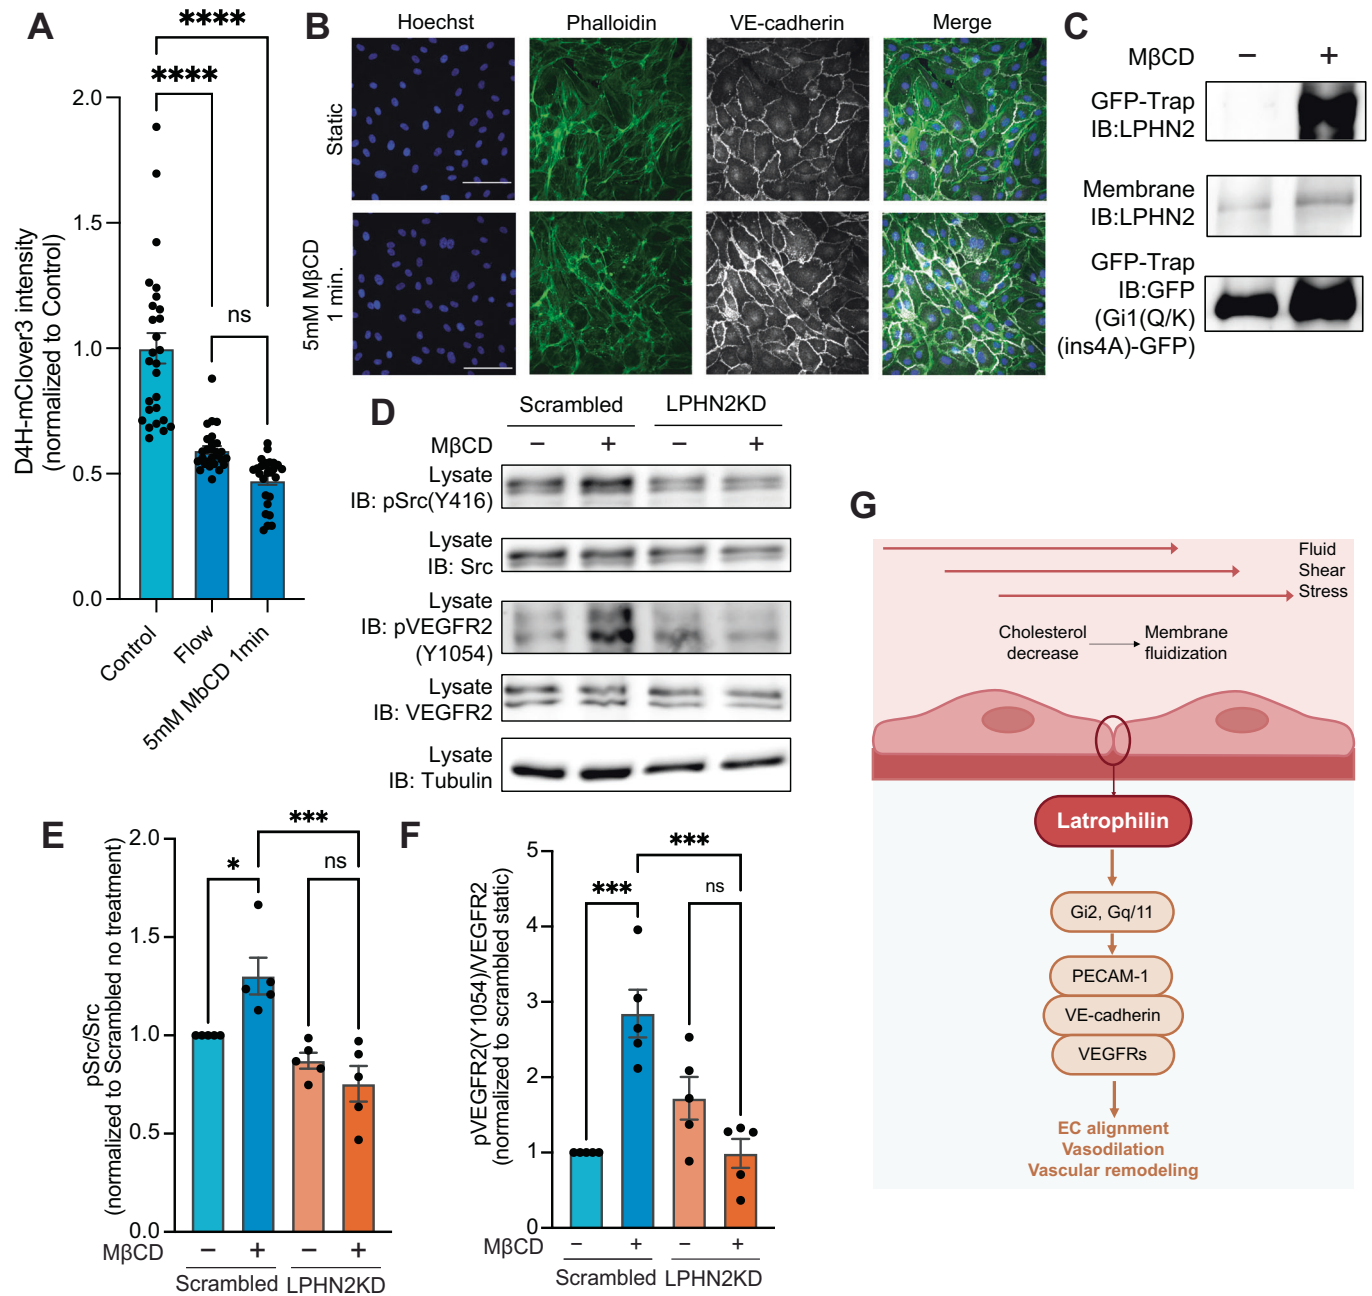 A
****
****
ns
D4H-mClover3 intensity
(normalized to Control)
2.0
1.5
1.0
0.5
0.0
Control
Flow
5mM MbCD 1min
B
Hoechst
Phalloidin
VE-cadherin
Merge
Static
5mM MβCD
1 min.
C
MβCD
− +
GFP-Trap
IB:LPHN2
Membrane
IB:LPHN2
GFP-Trap
IB:GFP
(Gi1(Q/K)
(ins4A)-GFP)
D
Scrambled
LPHN2KD
MβCD
− + − +
Lysate
IB: pSrc(Y416)
Lysate
IB: Src
Lysate
IB: pVEGFR2
(Y1054)
Lysate
IB: VEGFR2
Lysate
IB: Tubulin
E
***
*
ns
pSrc/Src
(normalized to Scrambled no treatment)
2.0
1.5
1.0
0.5
0.0
MβCD
− + − +
Scrambled
LPHN2KD
F
***
***
ns
pVEGFR2(Y1054)/VEGFR2
(normalized to scrambled static)
5
4
3
2
1
0
MβCD
− + − +
Scrambled
LPHN2KD
G
Fluid
Shear
Stress
Cholesterol
decrease
Membrane
fluidization
Latrophilin
Gi2, Gq/11
PECAM-1
VE-cadherin
VEGFRs
EC alignment
Vasodilation
Vascular remodeling